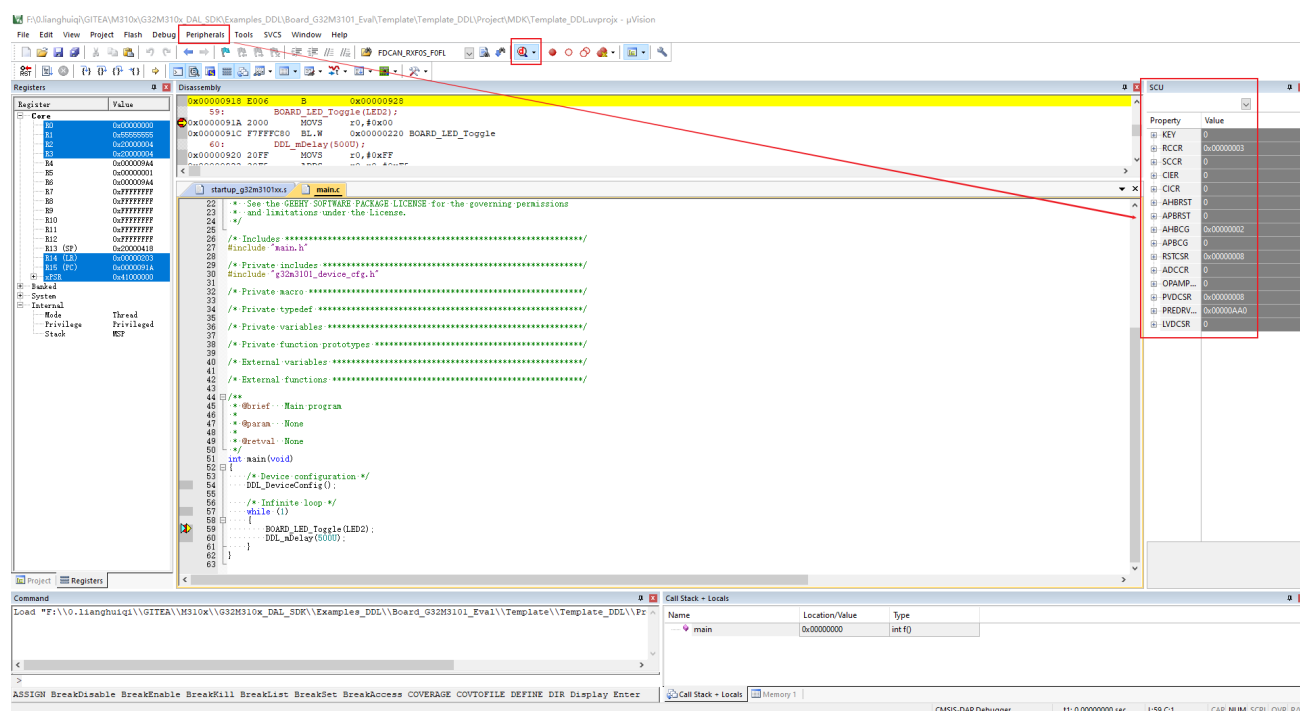 F:\0.lianghuiqi\GITEA\M310x\G32M310x_DAL_SDK\Examples_DDL\Board_G32M3101_Eval\Template\Template_DDL\Project\MDK\Template_DDL.uvprojx - µVision
File Edit View Project Flash Debug Peripherals Tools SVCS Window Help
FDCAN_RXF0S_F0FL
Registers
Register Value
Core
R0 0x00000000
R1 0x55555555
R2 0x20000004
R3 0x20000004
R4 0x000009A4
R5 0x00000001
R6 0x000009A4
R7 0xFFFFFFFF
R8 0xFFFFFFFF
R9 0xFFFFFFFF
R10 0xFFFFFFFF
R11 0xFFFFFFFF
R12 0xFFFFFFFF
R13 (SP) 0x20000418
R14 (LR) 0x00000203
R15 (PC) 0x0000091A
xPSR 0x41000000
Banked
System
Internal
Mode Thread
Privilege Privileged
Stack MSP
Project Registers
Disassembly
0x00000918 E006 B 0x00000928
59: BOARD_LED_Toggle(LED2);
0x0000091A 2000 MOVS r0,#0x00
0x0000091C F7FFFC80 BL.W 0x00000220 BOARD_LED_Toggle
60: DDL_mDelay(500U);
0x00000920 20FF MOVS r0,#0xFF
startup_g32m3101xx.s main.c
22 * See the GEEHY SOFTWARE PACKAGE LICENSE for the governing permissions
23 * and limitations under the License.
24 */
25
26 /* Includes ***********************************************************/
27 #include "main.h"
28
29 /* Private includes ***************************************************/
30 #include "g32m3101_device_cfg.h"
31
32 /* Private macro ******************************************************/
33
34 /* Private typedef ****************************************************/
35
36 /* Private variables **************************************************/
37
38 /* Private function prototypes ****************************************/
39
40 /* External variables *************************************************/
41
42 /* External functions *************************************************/
43
44 /**
45 * @brief Main program
46 *
47 * @param None
48 *
49 * @retval None
50 */
51 int main(void)
52 {
53 /* Device configuration */
54 DDL_DeviceConfig();
55
56 /* Infinite loop */
57 while (1)
58 {
59 BOARD_LED_Toggle(LED2);
60 DDL_mDelay(500U);
61 }
62 }
63
SCU
Property Value
KEY 0
RCCR 0x00000003
SCCR 0
CIER 0
CICR 0
AHBRST 0
APBRST 0
AHBCG 0x00000002
APBCG 0
RSTCSR 0x00000008
ADCCR 0
OPAMP... 0
PVDCSR 0x00000008
PREDRV... 0x00000AA0
LVDCSR 0
Command
Load "F:\\0.lianghuiqi\\GITEA\\M310x\\G32M310x_DAL_SDK\\Examples_DDL\\Board_G32M3101_Eval\\Template\\Template_DDL\\Pr
>
ASSIGN BreakDisable BreakEnable BreakKill BreakList BreakSet BreakAccess COVERAGE COVTOFILE DEFINE DIR Display Enter
Call Stack + Locals
Name Location/Value Type
main 0x00000000 int f()
Call Stack + Locals Memory 1
CMSIS-DAP Debugger t1: 0.00000000 sec L:59 C:1 CAP NUM SCRL OVR